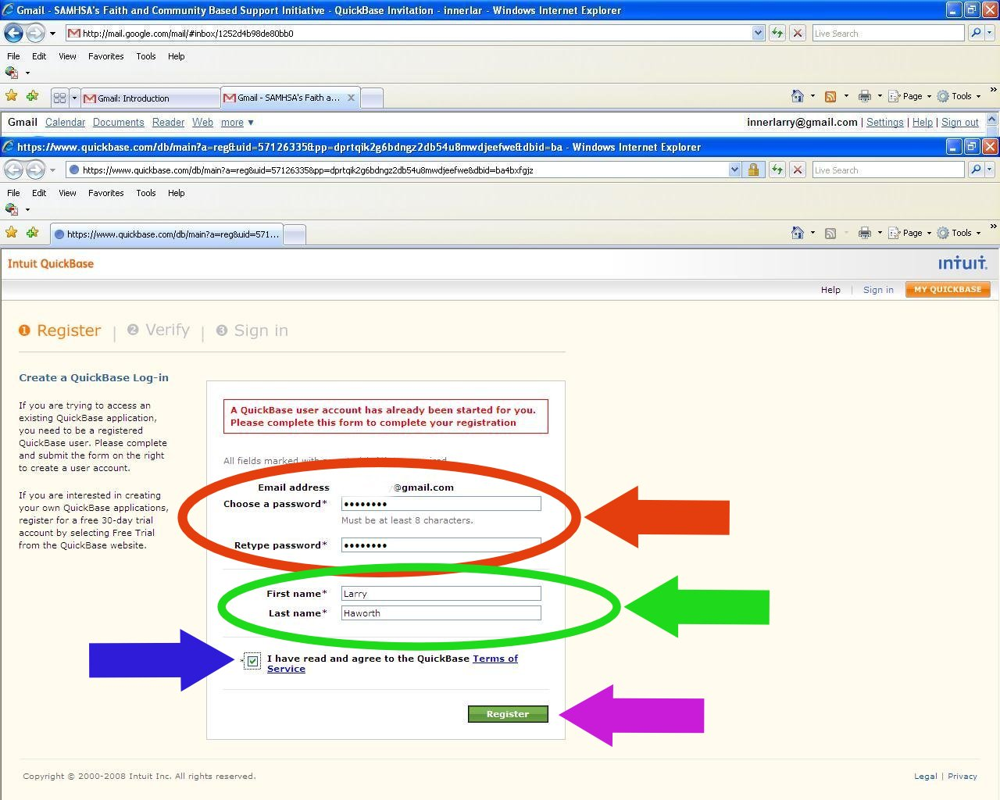 Gmail - SAMHSA's Faith and Community Based Support Initiative - QuickBase Invitation - innerlar - Windows Internet Explorer
http://mail.google.com/mail/#inbox/1252d4b98de80bb0
Live Search
File Edit View Favorites Tools Help
Gmail: Introduction
Gmail - SAMHSA's Faith a...
Page Tools
Gmail Calendar Documents Reader Web more ▼
innerlarry@gmail.com | Settings | Help | Sign out
https://www.quickbase.com/db/main?a=reg&uid=57126335&pp=dprtqik2g6bdngz2db54u8mwdjeefwe&dbid=ba - Windows Internet Explorer
https://www.quickbase.com/db/main?a=reg&uid=57126335&pp=dprtqik2g6bdngz2db54u8mwdjeefwe&dbid=ba4bxfgjz
Live Search
File Edit View Favorites Tools Help
https://www.quickbase.com/db/main?a=reg&uid=571...
Page Tools
Intuit QuickBase
intuit.
Help | Sign in
MY QUICKBASE
1 Register | 2 Verify | 3 Sign in
Create a QuickBase Log-in
If you are trying to access an
existing QuickBase application,
you need to be a registered
QuickBase user. Please complete
and submit the form on the right
to create a user account.
If you are interested in creating
your own QuickBase applications,
register for a free 30-day trial
account by selecting Free Trial
from the QuickBase website.
A QuickBase user account has already been started for you.
Please complete this form to complete your registration
All fields marked with
Email address @gmail.com
Choose a password* ••••••••
Must be at least 8 characters.
Retype password* ••••••••
First name* Larry
Last name* Haworth
* I have read and agree to the QuickBase Terms of
Service
Register
Copyright © 2000-2008 Intuit Inc. All rights reserved.
Legal | Privacy